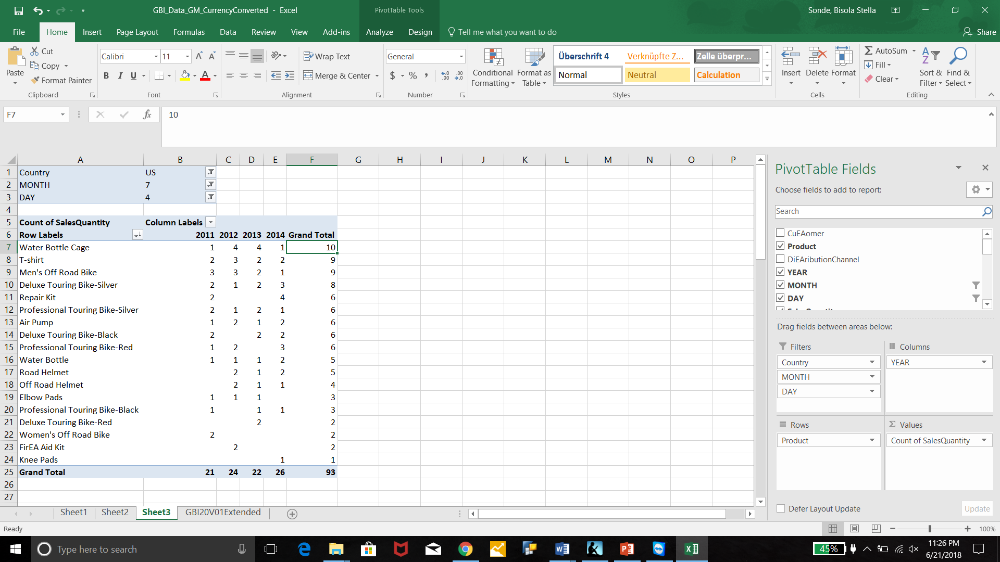 GBI_Data_GM_CurrencyConverted - Excel
PivotTable Tools
Sonde, Bisola Stella
File Home Insert Page Layout Formulas Data Review View Add-ins Analyze Design Tell me what you want to do Share
Paste
Cut
Copy
Format Painter
Clipboard
Calibri 11
B I U
Font
Wrap Text
Merge & Center
Alignment
General
$ % ,
Number
Conditional Formatting
Format as Table
Überschrift 4 Verknüpfte Z... Zelle überpr...
Normal Neutral Calculation
Styles
Insert Delete Format
Cells
AutoSum
Fill
Clear
Sort & Filter
Find & Select
Editing
F7 fx 10
A B C D E F G H I J K L M N O P
1 Country US
2 MONTH 7
3 DAY 4
4
5 Count of SalesQuantity Column Labels
6 Row Labels 2011 2012 2013 2014 Grand Total
7 Water Bottle Cage 1 4 4 1 10
8 T-shirt 2 3 2 2 9
9 Men's Off Road Bike 3 3 2 1 9
10 Deluxe Touring Bike-Silver 2 1 2 3 8
11 Repair Kit 2 4 6
12 Professional Touring Bike-Silver 2 1 2 1 6
13 Air Pump 1 2 1 2 6
14 Deluxe Touring Bike-Black 2 2 2 6
15 Professional Touring Bike-Red 1 2 3 6
16 Water Bottle 1 1 1 2 5
17 Road Helmet 2 1 2 5
18 Off Road Helmet 2 1 1 4
19 Elbow Pads 1 1 1 3
20 Professional Touring Bike-Black 1 1 1 3
21 Deluxe Touring Bike-Red 2 2
22 Women's Off Road Bike 2 2
23 FirEA Aid Kit 2 2
24 Knee Pads 1 1
25 Grand Total 21 24 22 26 93
26
27
PivotTable Fields
Choose fields to add to report:
Search
CuEAomer
Product
DiEAributionChannel
YEAR
MONTH
DAY
Drag fields between areas below:
Filters
Country
MONTH
DAY
Columns
YEAR
Rows
Product
Values
Count of SalesQuantity
Defer Layout Update Update
Sheet1 Sheet2 Sheet3 GBI20V01Extended
Ready
100%
Type here to search
45%
11:26 PM
6/21/2018